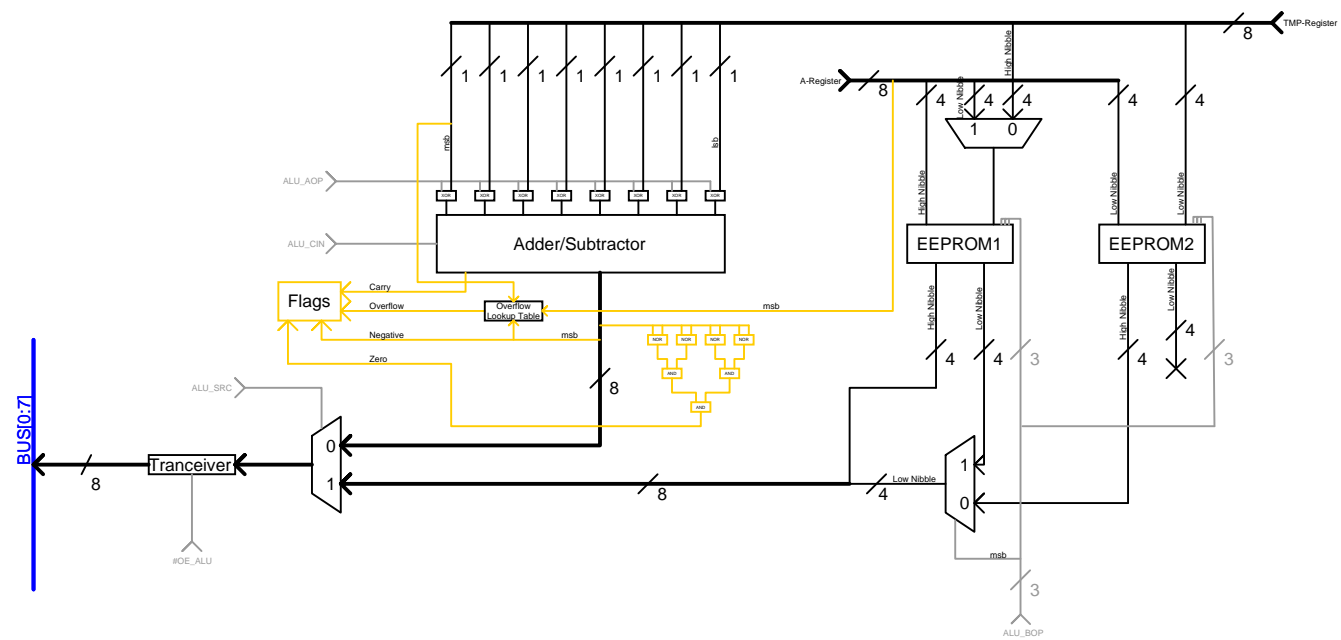 TMP-Register
8
A-Register
8
1
1
1
1
1
1
1
1
High Nibble
Low Nibble
4
4
4
4
4
1
0
msb
lsb
ALU_AOP
XOR
XOR
XOR
XOR
XOR
XOR
XOR
XOR
High Nibble
Low Nibble
Low Nibble
ALU_CIN
Adder/Subtractor
EEPROM1
EEPROM2
Flags
Carry
Overflow
Negative
Zero
Overflow
Lookup Table
msb
msb
NOR
NOR
NOR
NOR
AND
AND
AND
High Nibble
Low Nibble
High Nibble
Low Nibble
4
4
3
4
4
3
8
ALU_SRC
BUS[0:7]
Tranceiver
8
0
1
8
4
Low Nibble
1
0
#OE_ALU
msb
3
ALU_BOP